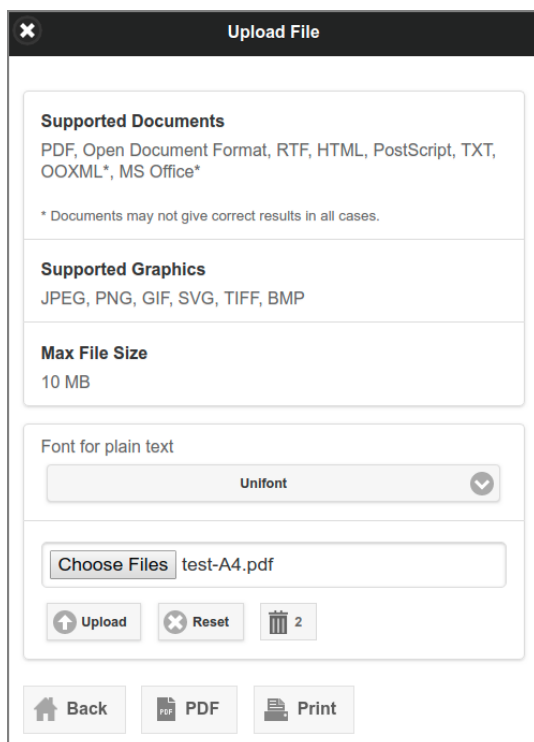 Upload File
Supported Documents
PDF, Open Document Format, RTF, HTML, PostScript, TXT,
OOXML*, MS Office*
* Documents may not give correct results in all cases.
Supported Graphics
JPEG, PNG, GIF, SVG, TIFF, BMP
Max File Size
10 MB
Font for plain text
Unifont
Choose Files test-A4.pdf
Upload Reset 2
Back PDF PDF Print